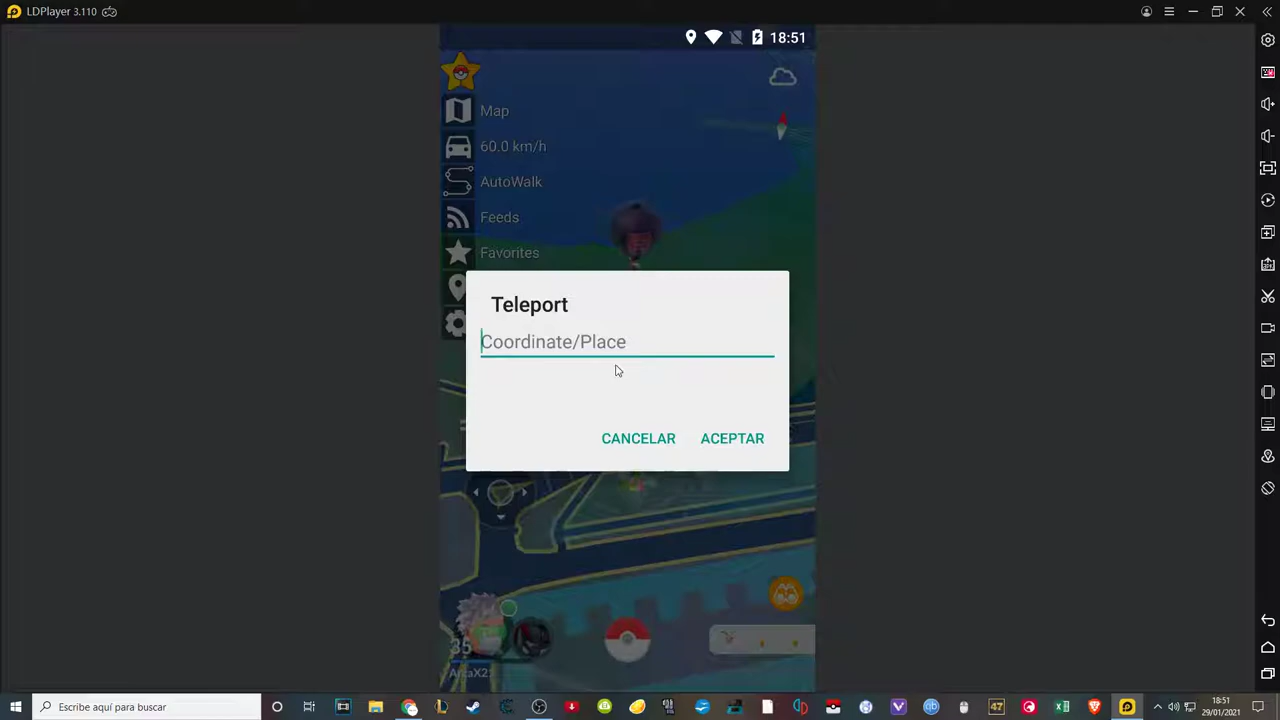 LDPlayer 3.110
18:51
Map
60.0 km/h
AutoWalk
Feeds
Favorites
Teleport
Coordinate/Place
CANCELAR
ACEPTAR
35
Escribe aquí para buscar
47
18:51
29/01/2021